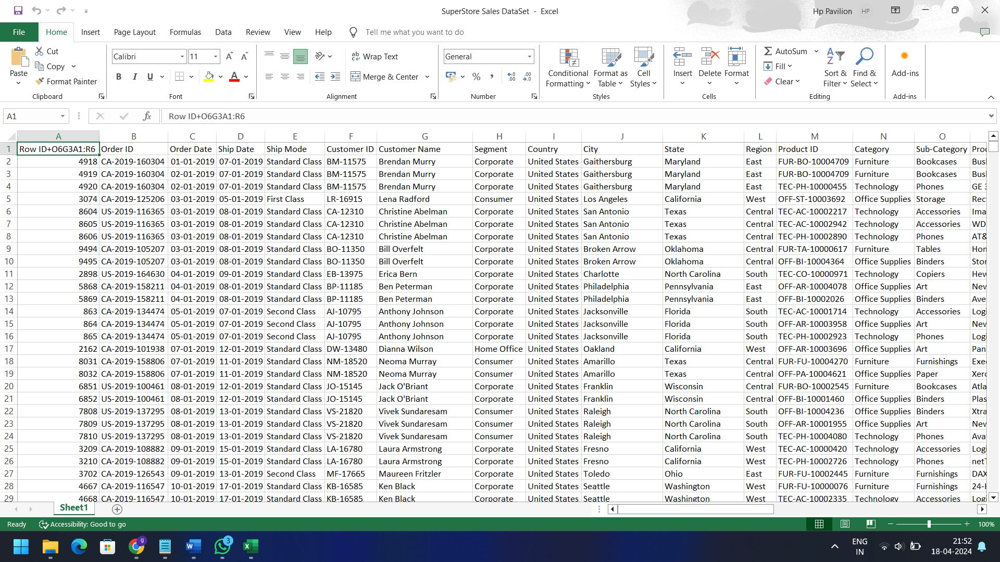 SuperStore Sales DataSet - Excel
Hp Pavilion HP
File Home Insert Page Layout Formulas Data Review View Help Tell me what you want to do
Cut
Copy
Format Painter
Paste
Clipboard
Calibri 11
B I U
Font
Wrap Text
Merge & Center
Alignment
General
Number
Conditional Formatting
Format as Table
Cell Styles
Styles
Insert Delete Format
Cells
AutoSum
Fill
Clear
Sort & Filter
Find & Select
Editing
Add-ins
Add-ins
A1 fx Row ID+O6G3A1:R6
A B C D E F G H I J K L M N O
1 Row ID+O6G3A1:R6 Order ID Order Date Ship Date Ship Mode Customer ID Customer Name Segment Country City State Region Product ID Category Sub-Category
2 4918 CA-2019-160304 01-01-2019 07-01-2019 Standard Class BM-11575 Brendan Murry Corporate United States Gaithersburg Maryland East FUR-BO-10004709 Furniture Bookcases
3 4919 CA-2019-160304 02-01-2019 07-01-2019 Standard Class BM-11575 Brendan Murry Corporate United States Gaithersburg Maryland East FUR-BO-10004709 Furniture Bookcases
4 4920 CA-2019-160304 02-01-2019 07-01-2019 Standard Class BM-11575 Brendan Murry Corporate United States Gaithersburg Maryland East TEC-PH-10000455 Technology Phones GE
5 3074 CA-2019-125206 03-01-2019 05-01-2019 First Class LR-16915 Lena Radford Consumer United States Los Angeles California West OFF-ST-10003692 Office Supplies Storage Rec
6 8604 US-2019-116365 03-01-2019 08-01-2019 Standard Class CA-12310 Christine Abelman Corporate United States San Antonio Texas Central TEC-AC-10002217 Technology Accessories Ima
7 8605 US-2019-116365 03-01-2019 08-01-2019 Standard Class CA-12310 Christine Abelman Corporate United States San Antonio Texas Central TEC-AC-10002942 Technology Accessories WD
8 8606 US-2019-116365 03-01-2019 08-01-2019 Standard Class CA-12310 Christine Abelman Corporate United States San Antonio Texas Central TEC-PH-10002890 Technology Phones AT&
9 9494 CA-2019-105207 03-01-2019 08-01-2019 Standard Class BO-11350 Bill Overfelt Corporate United States Broken Arrow Oklahoma Central FUR-TA-10000617 Furniture Tables
10 9495 CA-2019-105207 03-01-2019 08-01-2019 Standard Class BO-11350 Bill Overfelt Corporate United States Broken Arrow Oklahoma Central OFF-BI-10004364 Office Supplies Binders
11 2898 US-2019-164630 04-01-2019 09-01-2019 Standard Class EB-13975 Erica Bern Corporate United States Charlotte North Carolina South TEC-CO-10000971 Technology Copiers
12 5868 CA-2019-158211 04-01-2019 08-01-2019 Standard Class BP-11185 Ben Peterman Corporate United States Philadelphia Pennsylvania East OFF-AR-10004078 Office Supplies Art
13 5869 CA-2019-158211 04-01-2019 08-01-2019 Standard Class BP-11185 Ben Peterman Corporate United States Philadelphia Pennsylvania East OFF-BI-10002026 Office Supplies Binders Ave
14 863 CA-2019-134474 05-01-2019 07-01-2019 Second Class AJ-10795 Anthony Johnson Corporate United States Jacksonville Florida South TEC-AC-10001714 Technology Accessories Logi
15 864 CA-2019-134474 05-01-2019 07-01-2019 Second Class AJ-10795 Anthony Johnson Corporate United States Jacksonville Florida South OFF-AR-10003958 Office Supplies Art
16 865 CA-2019-134474 05-01-2019 07-01-2019 Second Class AJ-10795 Anthony Johnson Corporate United States Jacksonville Florida South TEC-PH-10002923 Technology Phones Logi
17 2162 CA-2019-101938 07-01-2019 12-01-2019 Standard Class DW-13480 Dianna Wilson Home Office United States Oakland California West OFF-AR-10003696 Office Supplies Art Pan
18 8031 CA-2019-158806 07-01-2019 11-01-2019 Standard Class NM-18520 Neoma Murray Consumer United States Amarillo Texas Central FUR-FU-10004270 Furniture Furnishings Exe
19 8032 CA-2019-158806 07-01-2019 11-01-2019 Standard Class NM-18520 Neoma Murray Consumer United States Amarillo Texas Central OFF-PA-10004621 Office Supplies Paper Xer
20 6851 US-2019-100461 08-01-2019 12-01-2019 Standard Class JO-15145 Jack O'Briant Corporate United States Franklin Wisconsin Central FUR-BO-10002545 Furniture Bookcases Atla
21 6852 US-2019-100461 08-01-2019 12-01-2019 Standard Class JO-15145 Jack O'Briant Corporate United States Franklin Wisconsin Central OFF-BI-10001460 Office Supplies Binders Plas
22 7808 US-2019-137295 08-01-2019 13-01-2019 Standard Class VS-21820 Vivek Sundaresam Consumer United States Raleigh North Carolina South OFF-BI-10004236 Office Supplies Binders Xtra
23 7809 US-2019-137295 08-01-2019 13-01-2019 Standard Class VS-21820 Vivek Sundaresam Consumer United States Raleigh North Carolina South OFF-AR-10001955 Office Supplies Art
24 7810 US-2019-137295 08-01-2019 13-01-2019 Standard Class VS-21820 Vivek Sundaresam Consumer United States Raleigh North Carolina South TEC-PH-10004080 Technology Phones Ava
25 3209 CA-2019-108882 09-01-2019 15-01-2019 Standard Class LA-16780 Laura Armstrong Corporate United States Fresno California West TEC-AC-10000420 Technology Accessories Logi
26 3210 CA-2019-108882 09-01-2019 15-01-2019 Standard Class LA-16780 Laura Armstrong Corporate United States Fresno California West TEC-PH-10002726 Technology Phones
27 3702 CA-2019-126543 09-01-2019 13-01-2019 Second Class MF-17665 Maureen Fritzler Corporate United States Toledo Ohio East FUR-FU-10002445 Furniture Furnishings DAX
28 4667 CA-2019-116547 10-01-2019 17-01-2019 Standard Class KB-16585 Ken Black Corporate United States Seattle Washington West FUR-FU-10000076 Furniture Furnishings
29 4668 CA-2019-116547 10-01-2019 17-01-2019 Standard Class KB-16585 Ken Black Corporate United States Seattle Washington West TEC-AC-10002335 Technology Accessories Logi
Sheet1
Ready Accessibility: Good to go 100%
3
ENG IN
21:52
18-04-2024